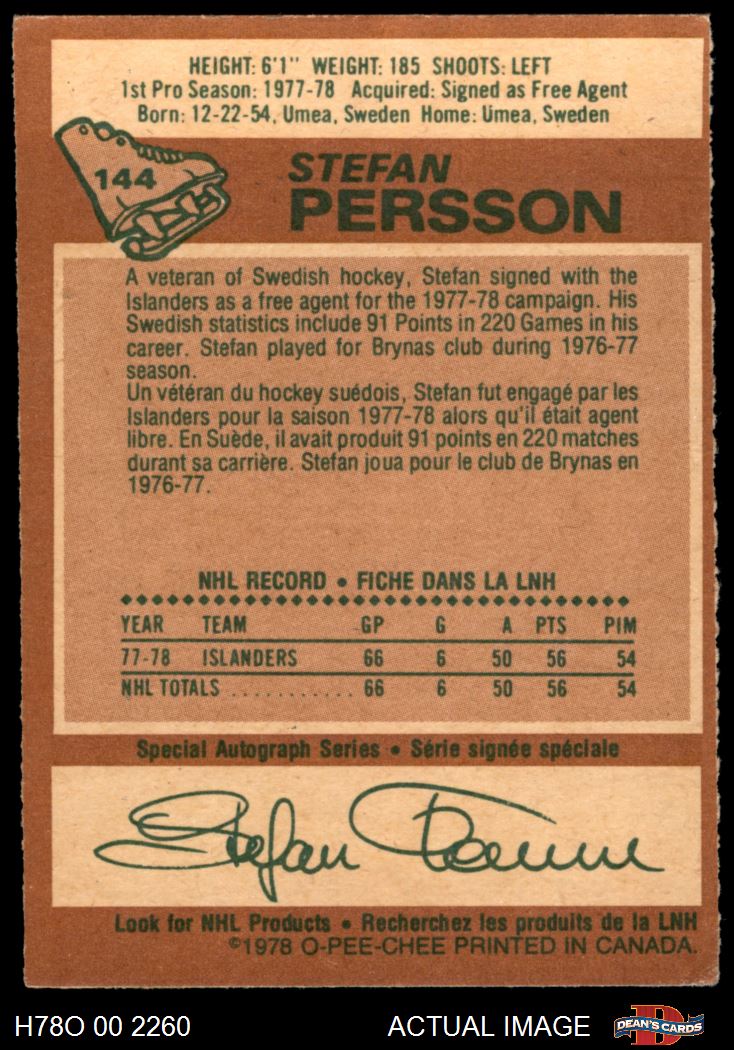 HEIGHT: 6'1" WEIGHT: 185 SHOOTS: LEFT
1st Pro Season: 1977-78 Acquired: Signed as Free Agent
Born: 12-22-54, Umea, Sweden Home: Umea, Sweden
144
STEFAN
PERSSON
A veteran of Swedish hockey, Stefan signed with the
Islanders as a free agent for the 1977-78 campaign. His
Swedish statistics include 91 Points in 220 Games in his
career. Stefan played for Brynas club during 1976-77
season.
Un vétéran du hockey suédois, Stefan fut engagé par les
Islanders pour la saison 1977-78 alors qu'il était agent
libre. En Suède, il avait produit 91 points en 220 matches
durant sa carrière. Stefan joua pour le club de Brynas en
1976-77.
NHL RECORD • FICHE DANS LA LNH
YEAR TEAM GP G A PTS PIM
77-78 ISLANDERS 66 6 50 56 54
NHL TOTALS ........... 66 6 50 56 54
Special Autograph Series • Série signée spéciale
Stefan Persson
Look for NHL Products • Recherchez les produits de la LNH
©1978 O-PEE-CHEE PRINTED IN CANADA.
H78O 00 2260 ACTUAL IMAGE D DEAN'S CARDS